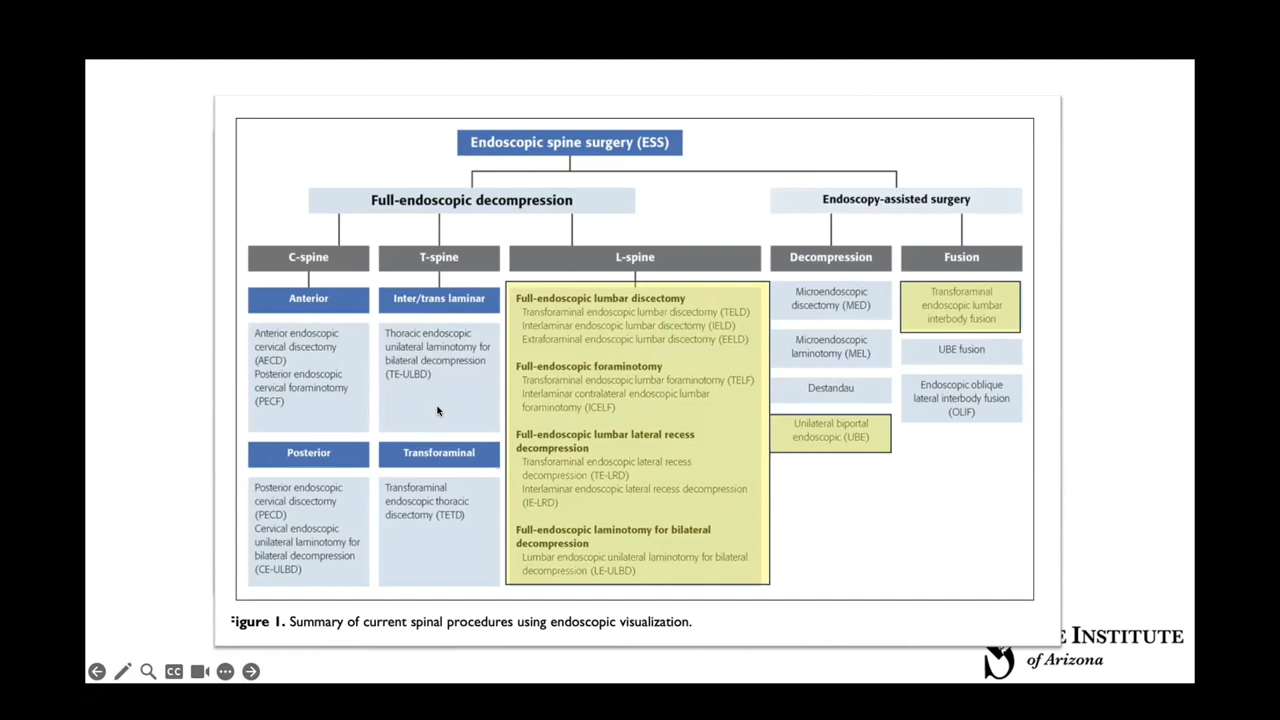 Endoscopic spine surgery (ESS)
Full-endoscopic decompression
Endoscopy-assisted surgery
C-spine
T-spine
L-spine
Decompression
Fusion
Anterior
Anterior endoscopic
cervical discectomy
(AECD)
Posterior endoscopic
cervical foraminotomy
(PECF)
Posterior
Posterior endoscopic
cervical discectomy
(PECD)
Cervical endoscopic
unilateral laminotomy for
bilateral decompression
(CE-ULBD)
Inter/trans laminar
Thoracic endoscopic
unilateral laminotomy for
bilateral decompression
(TE-ULBD)
Transforaminal
Transforaminal
endoscopic thoracic
discectomy (TETD)
Full-endoscopic lumbar discectomy
Transforaminal endoscopic lumbar discectomy (TELD)
Interlaminar endoscopic lumbar discectomy (IELD)
Extraforaminal endoscopic lumbar discectomy (EELD)
Full-endoscopic foraminotomy
Transforaminal endoscopic lumbar foraminotomy (TELF)
Interlaminar contralateral endoscopic lumbar
foraminotomy (ICELF)
Full-endoscopic lumbar lateral recess
decompression
Transforaminal endoscopic lateral recess
decompression (TE-LRD)
Interlaminar endoscopic lateral recess decompression
(IE-LRD)
Full-endoscopic laminotomy for bilateral
decompression
Lumbar endoscopic unilateral laminotomy for bilateral
decompression (LE-ULBD)
Microendoscopic
discectomy (MED)
Microendoscopic
laminotomy (MEL)
Destandau
Unilateral biportal
endoscopic (UBE)
Transforaminal
endoscopic lumbar
interbody fusion
UBE fusion
Endoscopic oblique
lateral interbody fusion
(OLIF)
Figure 1. Summary of current spinal procedures using endoscopic visualization.
INSTITUTE
of Arizona
CC